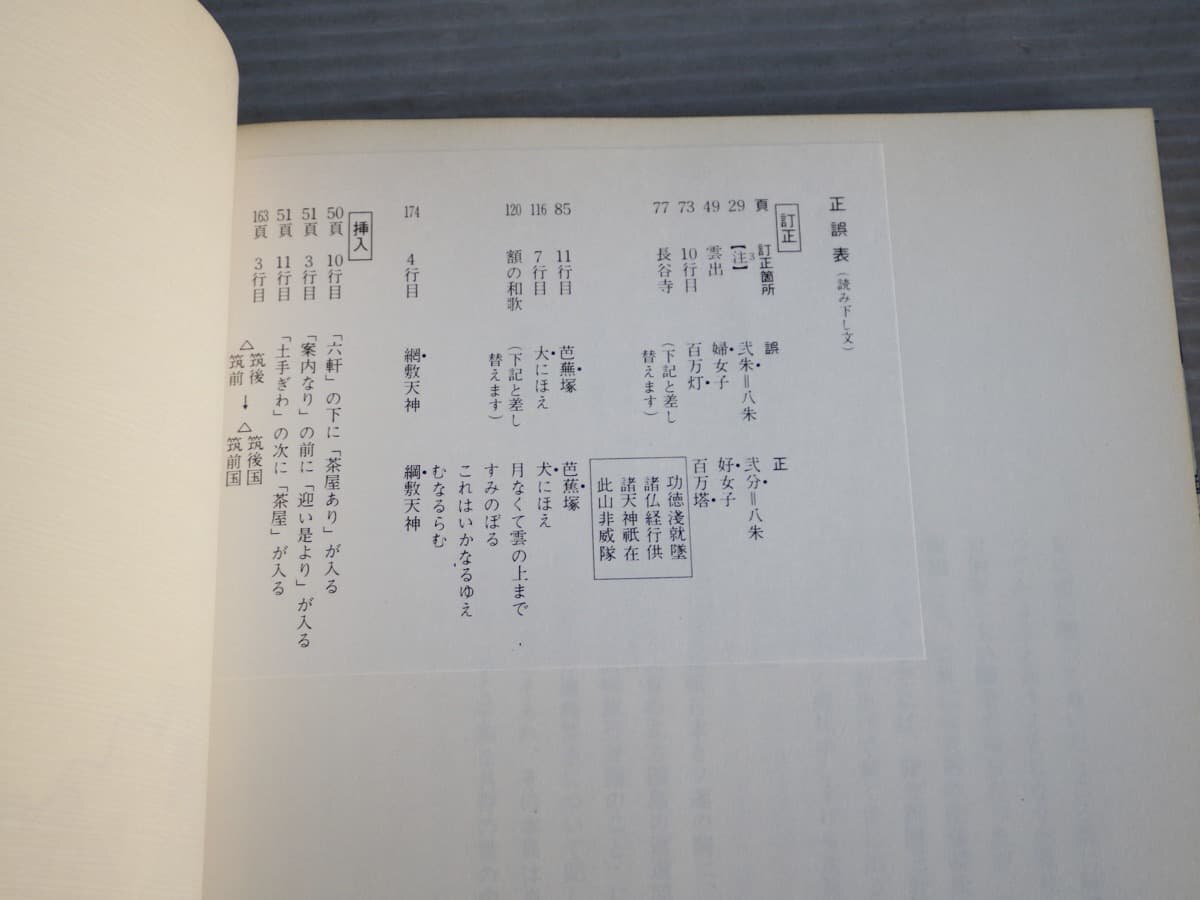 正誤表（読み下し文）
訂正
頁 訂正箇所 誤 正
29 【注】3 弐朱＝八朱 弐分＝八朱
49 雲出 婦女子 好女子
73 10行目 百万灯 百万塔
77 長谷寺 （下記と差し替えます）
功徳淺就墜
諸仏経行供
諸天神祇在
此山非威隊
85 11行目 芭蕪塚 芭蕉塚
116 7行目 大にほえ 犬にほえ
120 額の和歌 （下記と差し替えます） 月なくて雲の上まで
すみのぼる
これはいかなるゆえ
むなるらむ
174 4行目 網敷天神 綱敷天神
挿入
50頁 10行目 「六軒」の下に「茶屋あり」が入る
51頁 3行目 「案内なり」の前に「迎い是より」が入る
51頁 11行目 「土手ぎわ」の次に「茶屋」が入る
163頁 3行目 △筑後 筑前 → △筑後国 筑前国